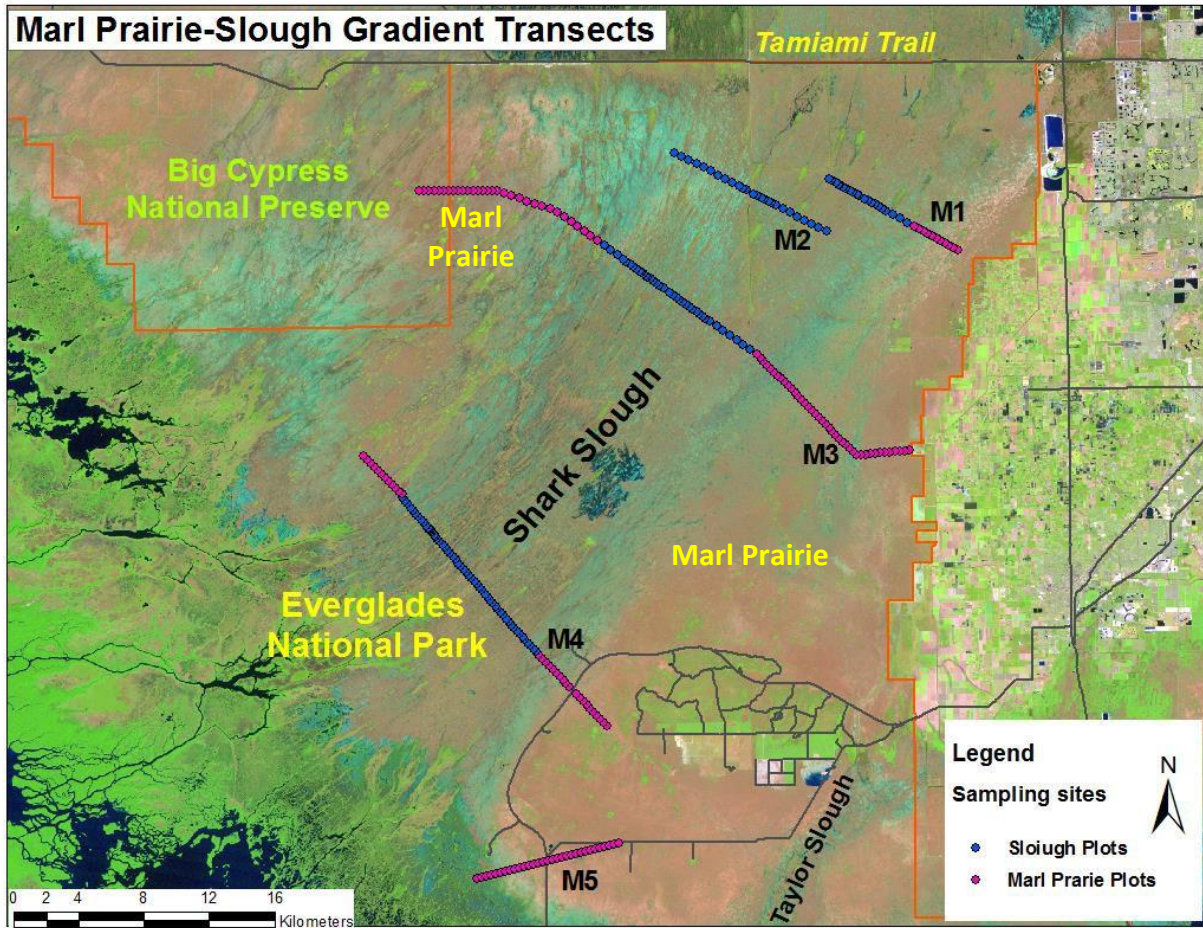 Marl Prairie-Slough Gradient Transects
Tamiami Trail
Big Cypress
National Preserve
Marl
Prairie
M1
M2
Shark Slough
M3
Marl Prairie
Everglades
National Park
M4
Legend
Sampling sites
N
Sloiugh Plots
Marl Prarie Plots
Taylor Slough
M5
0 2 4 8 12 16
Kilometers